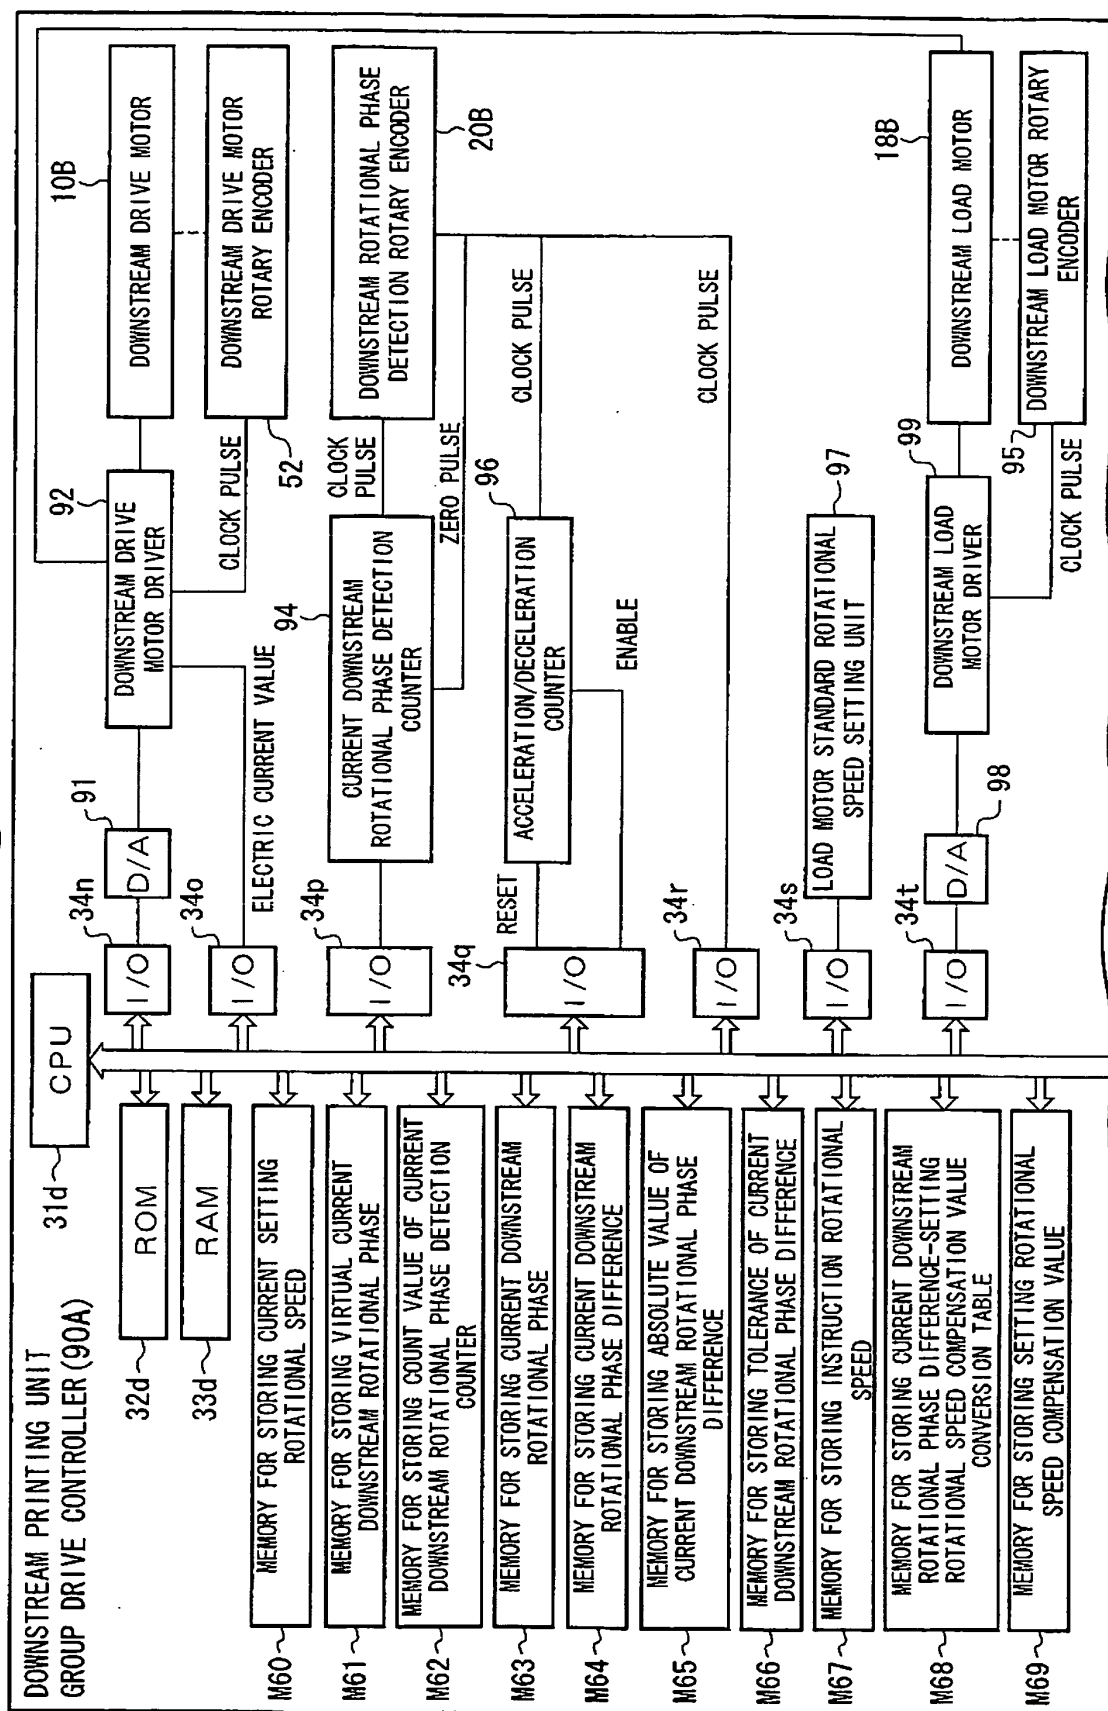 DOWNSTREAM PRINTING UNIT
GROUP DRIVE CONTROLLER(90A)
31d
CPU
32d
ROM
33d
RAM
M60
MEMORY FOR STORING CURRENT SETTING
ROTATIONAL SPEED
M61
MEMORY FOR STORING VIRTUAL CURRENT
DOWNSTREAM ROTATIONAL PHASE
M62
MEMORY FOR STORING COUNT VALUE OF CURRENT
DOWNSTREAM ROTATIONAL PHASE DETECTION
COUNTER
M63
MEMORY FOR STORING CURRENT DOWNSTREAM
ROTATIONAL PHASE
M64
MEMORY FOR STORING CURRENT DOWNSTREAM
ROTATIONAL PHASE DIFFERENCE
M65
MEMORY FOR STORING ABSOLUTE VALUE OF
CURRENT DOWNSTREAM ROTATIONAL PHASE
DIFFERENCE
M66
MEMORY FOR STORING TOLERANCE OF CURRENT
DOWNSTREAM ROTATIONAL PHASE DIFFERENCE
M67
MEMORY FOR STORING INSTRUCTION ROTATIONAL
SPEED
M68
MEMORY FOR STORING CURRENT DOWNSTREAM
ROTATIONAL PHASE DIFFERENCE-SETTING
ROTATIONAL SPEED COMPENSATION VALUE
CONVERSION TABLE
M69
MEMORY FOR STORING SETTING ROTATIONAL
SPEED COMPENSATION VALUE
34n
I/O
91
D/A
92
DOWNSTREAM DRIVE
MOTOR DRIVER
10B
DOWNSTREAM DRIVE MOTOR
34o
I/O
ELECTRIC CURRENT VALUE
CLOCK PULSE
52
DOWNSTREAM DRIVE MOTOR
ROTARY ENCODER
34p
I/O
94
CURRENT DOWNSTREAM
ROTATIONAL PHASE DETECTION
COUNTER
CLOCK
PULSE
ZERO PULSE
DOWNSTREAM ROTATIONAL PHASE
DETECTION ROTARY ENCODER
20B
34q
I/O
RESET
ACCELERATION/DECELERATION
COUNTER
96
ENABLE
CLOCK PULSE
34r
I/O
CLOCK PULSE
34s
I/O
LOAD MOTOR STANDARD ROTATIONAL
SPEED SETTING UNIT
97
34t
I/O
D/A
98
DOWNSTREAM LOAD
MOTOR DRIVER
99
18B
DOWNSTREAM LOAD MOTOR
95
DOWNSTREAM LOAD MOTOR ROTARY
ENCODER
CLOCK PULSE